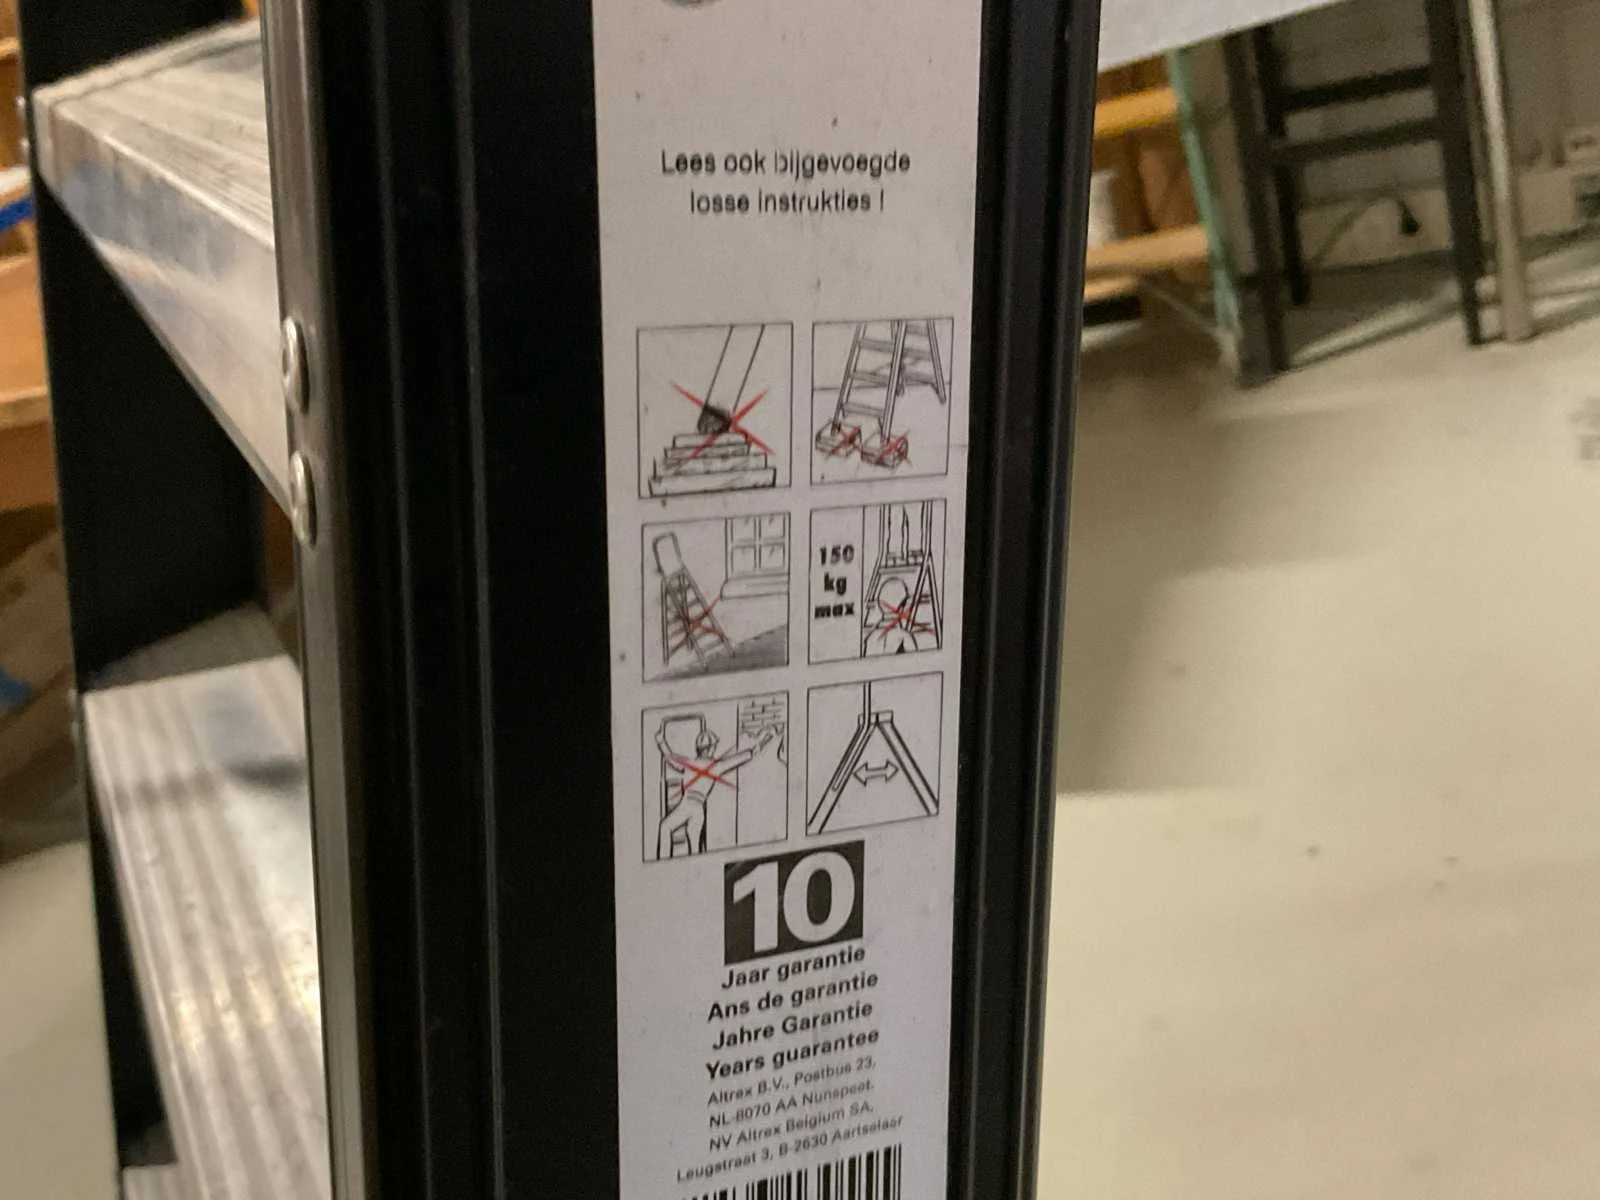 Lees ook bijgevoegde
losse instrukties !
150
kg
max
10
Jaar garantie
Ans de garantie
Jahre Garantie
Years guarantee
Altrex B.V., Postbus 23,
NL-8070 AA Nunspeet.
NV Altrex Belgium SA.
Leugstraat 3, B-2630 Aartselaar